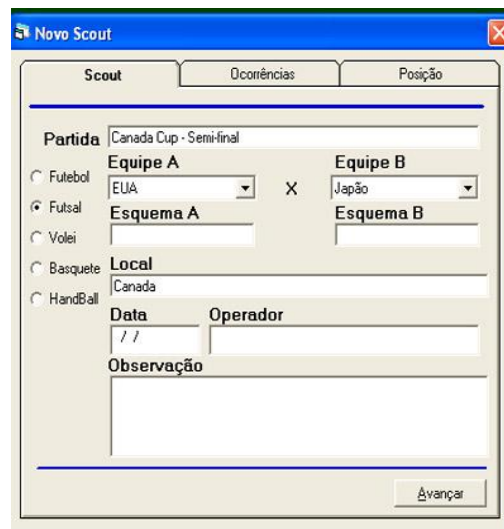 Novo Scout
Scout Ocorrências Posição
Partida Canada Cup - Semi-final
Equipe A Equipe B
Futebol
EUA X Japão
Futsal
Esquema A Esquema B
Volei
Basquete Local
Canada
HandBall
Data Operador
/ /
Observação
Avançar